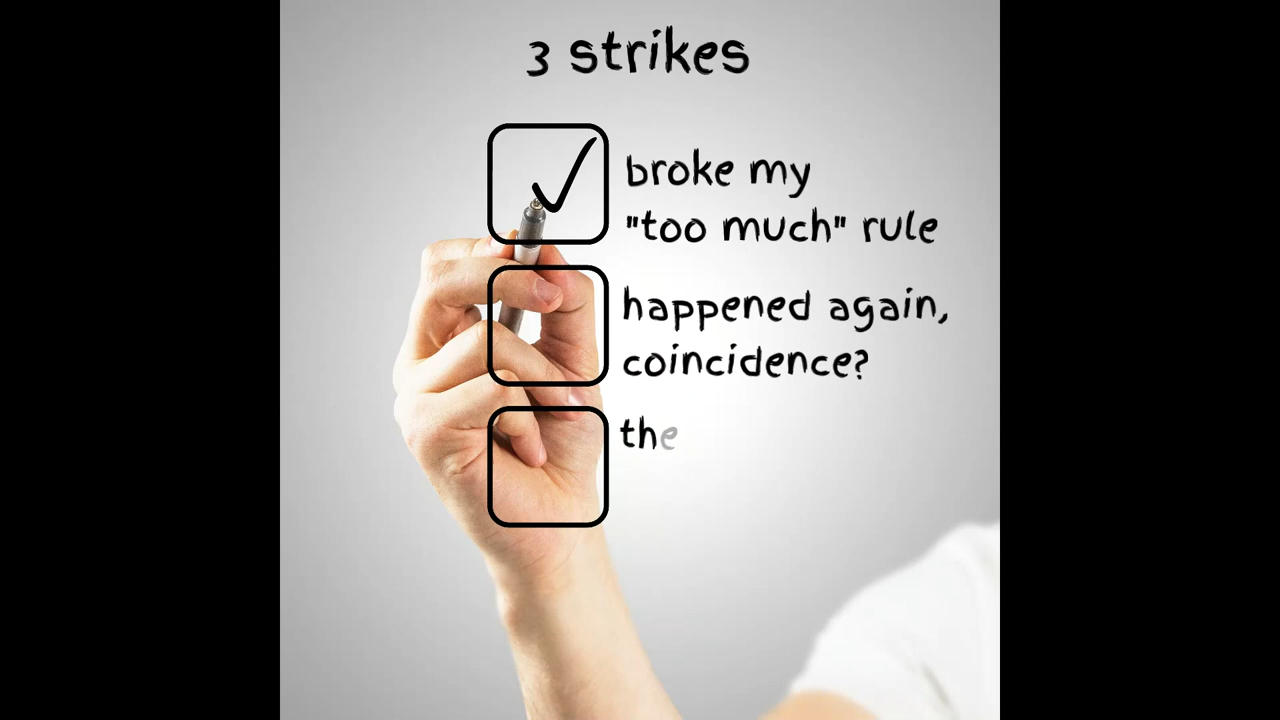 3 strikes
broke my
"too much" rule
happened again,
coincidence?
the